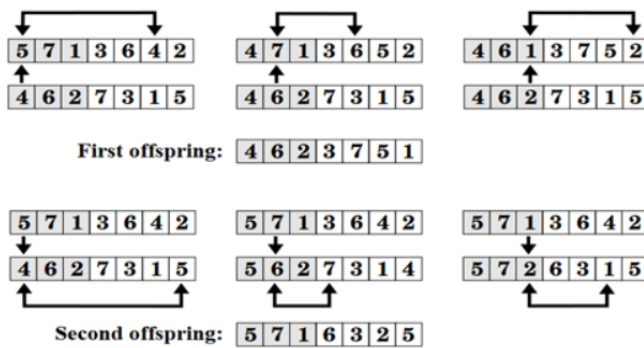 5 7 1 3 6 4 2 4 7 1 3 6 5 2 4 6 1 3 7 5 2
4 6 2 7 3 1 5 4 6 2 7 3 1 5 4 6 2 7 3 1 5
First offspring: 4 6 2 3 7 5 1
5 7 1 3 6 4 2 5 7 1 3 6 4 2 5 7 1 3 6 4 2
4 6 2 7 3 1 5 5 6 2 7 3 1 4 5 7 2 6 3 1 5
Second offspring: 5 7 1 6 3 2 5